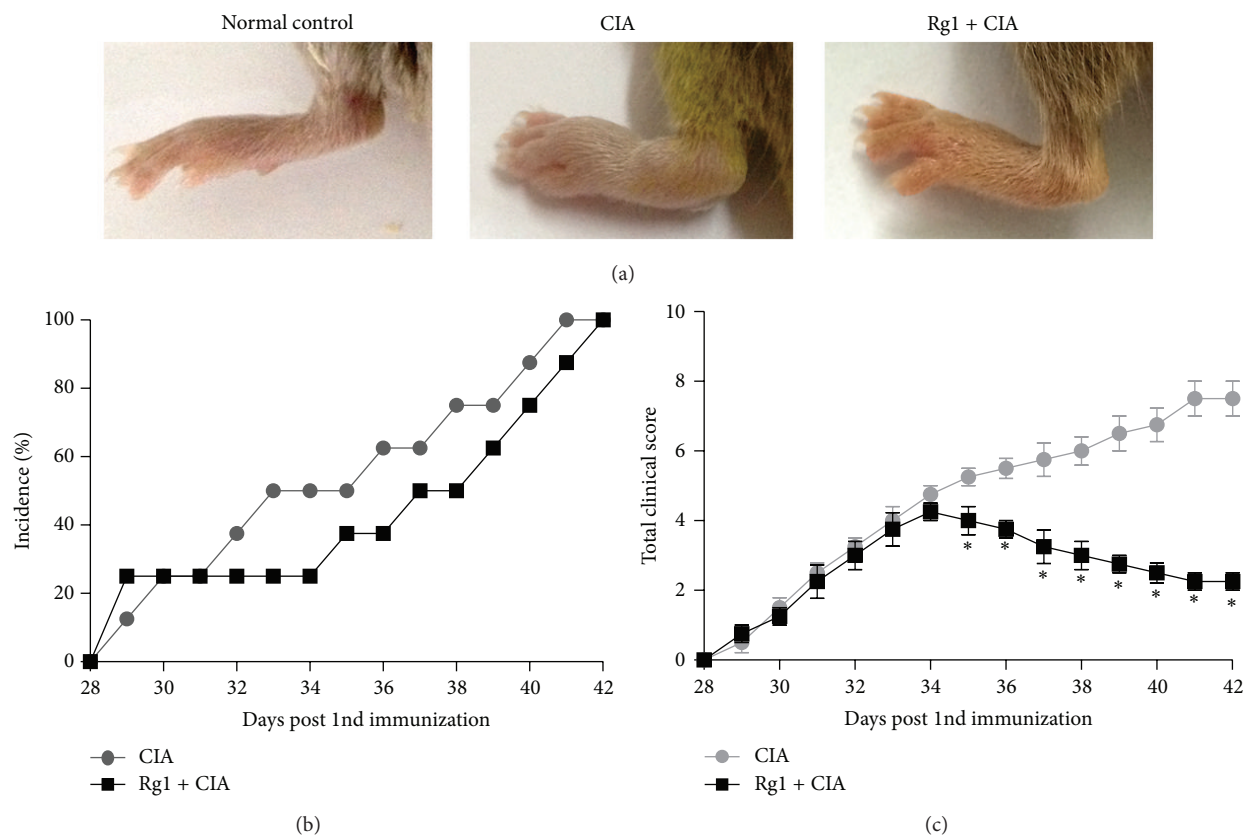 Normal control
CIA
Rg1 + CIA
(a)
100
80
60
40
20
0
Incidence (%)
28 30 32 34 36 38 40 42
Days post 1nd immunization
CIA
Rg1 + CIA
(b)
10
8
6
4
2
0
Total clinical score
* * * * * * * *
28 30 32 34 36 38 40 42
Days post 1nd immunization
CIA
Rg1 + CIA
(c)